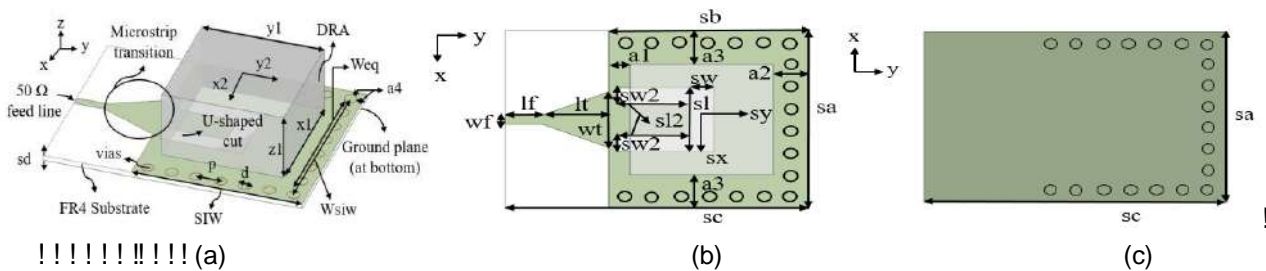 z
y
x
Microstrip
transition
y1
DRA
Weq
x2
y2
a4
50 Ω
feed line
U-shaped
cut
x1
z1
Ground plane
(at bottom)
sd
vias
p
d
FR4 Substrate
SIW
Wsiw
y
x
sb
a1
a3
a2
sw
sw2
sl
sa
lf
lt
wf
wt
sl2
sy
sw2
sx
a3
sc
x
y
sa
sc
! ! ! ! ! ! !! ! ! ! (a)
(b)
(c)
!